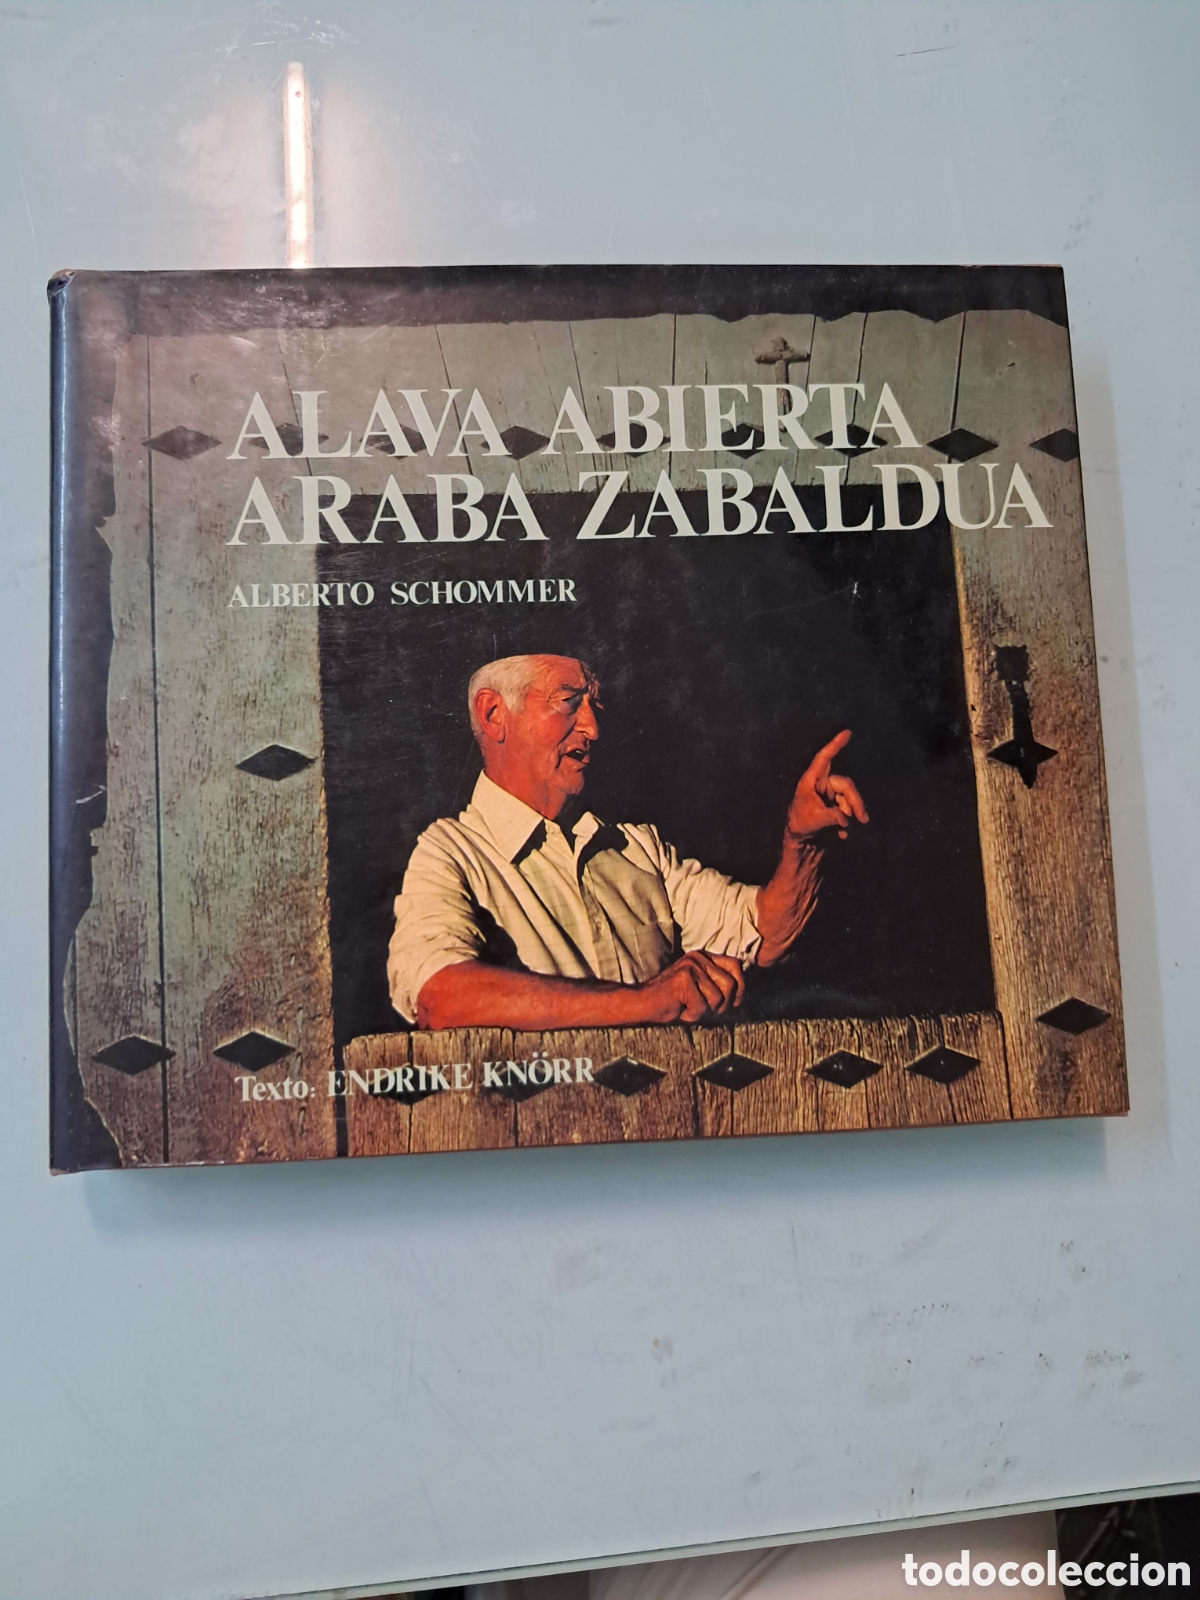 ALAVA ABIERTA
ARABA ZABALDUA
ALBERTO SCHOMMER
Texto: ENDRIKE KNÖRR
todocoleccion